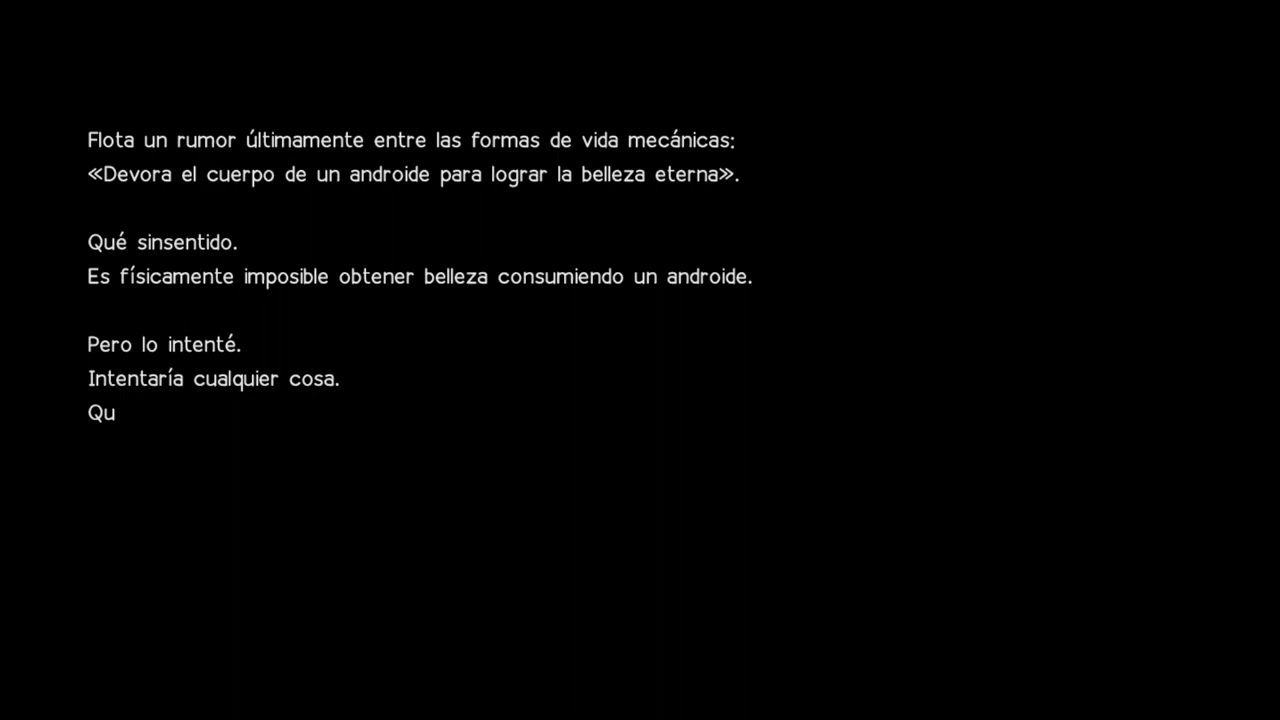 Flota un rumor últimamente entre las formas de vida mecánicas:
«Devora el cuerpo de un androide para lograr la belleza eterna».
Qué sinsentido.
Es físicamente imposible obtener belleza consumiendo un androide.
Pero lo intenté.
Intentaría cualquier cosa.
Qu